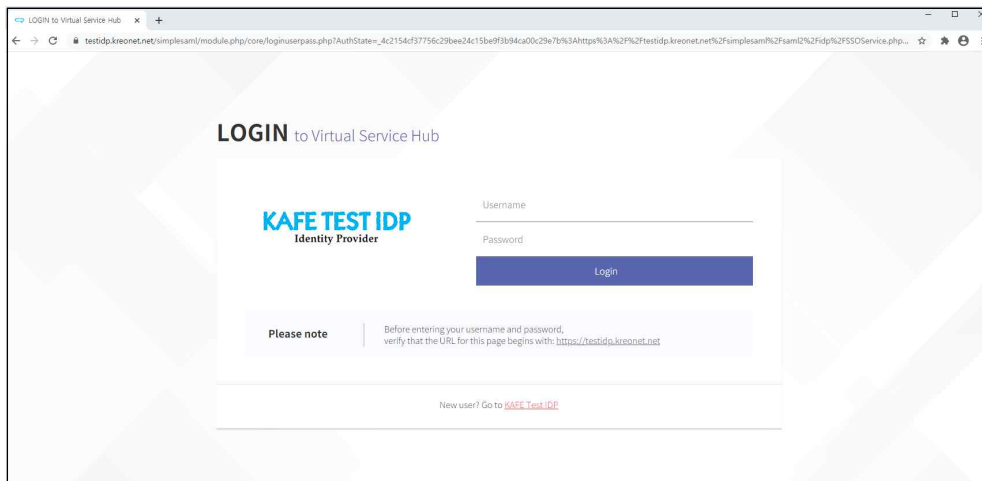 LOGIN to Virtual Service Hub
testidp.kreonet.net/simplesaml/module.php/core/loginuserpass.php?AuthState=_4c2154cf37756c29bee24c15be9f3b94ca00c29e7b%3Ahttps%3A%2F%2Ftestidp.kreonet.net%2Fsimplesaml%2Fsaml2%2Fidp%2FSSOService.php...
LOGIN to Virtual Service Hub
KAFE TEST IDP
Identity Provider
Username
Password
Login
Please note
Before entering your username and password,
verify that the URL for this page begins with: https://testidp.kreonet.net
New user? Go to KAFE Test IDP